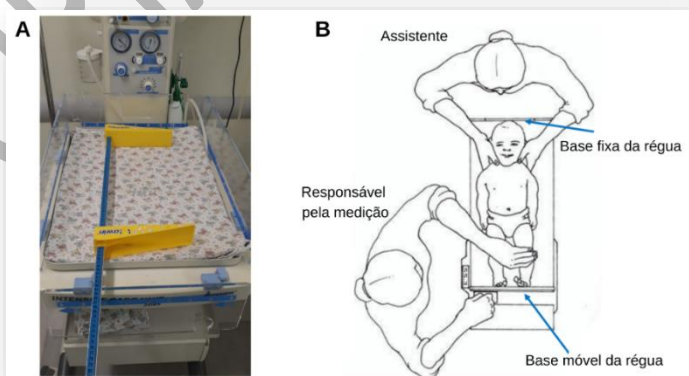 A
B
Assistente
Base fixa da régua
Responsável
pela medição
Base móvel da régua